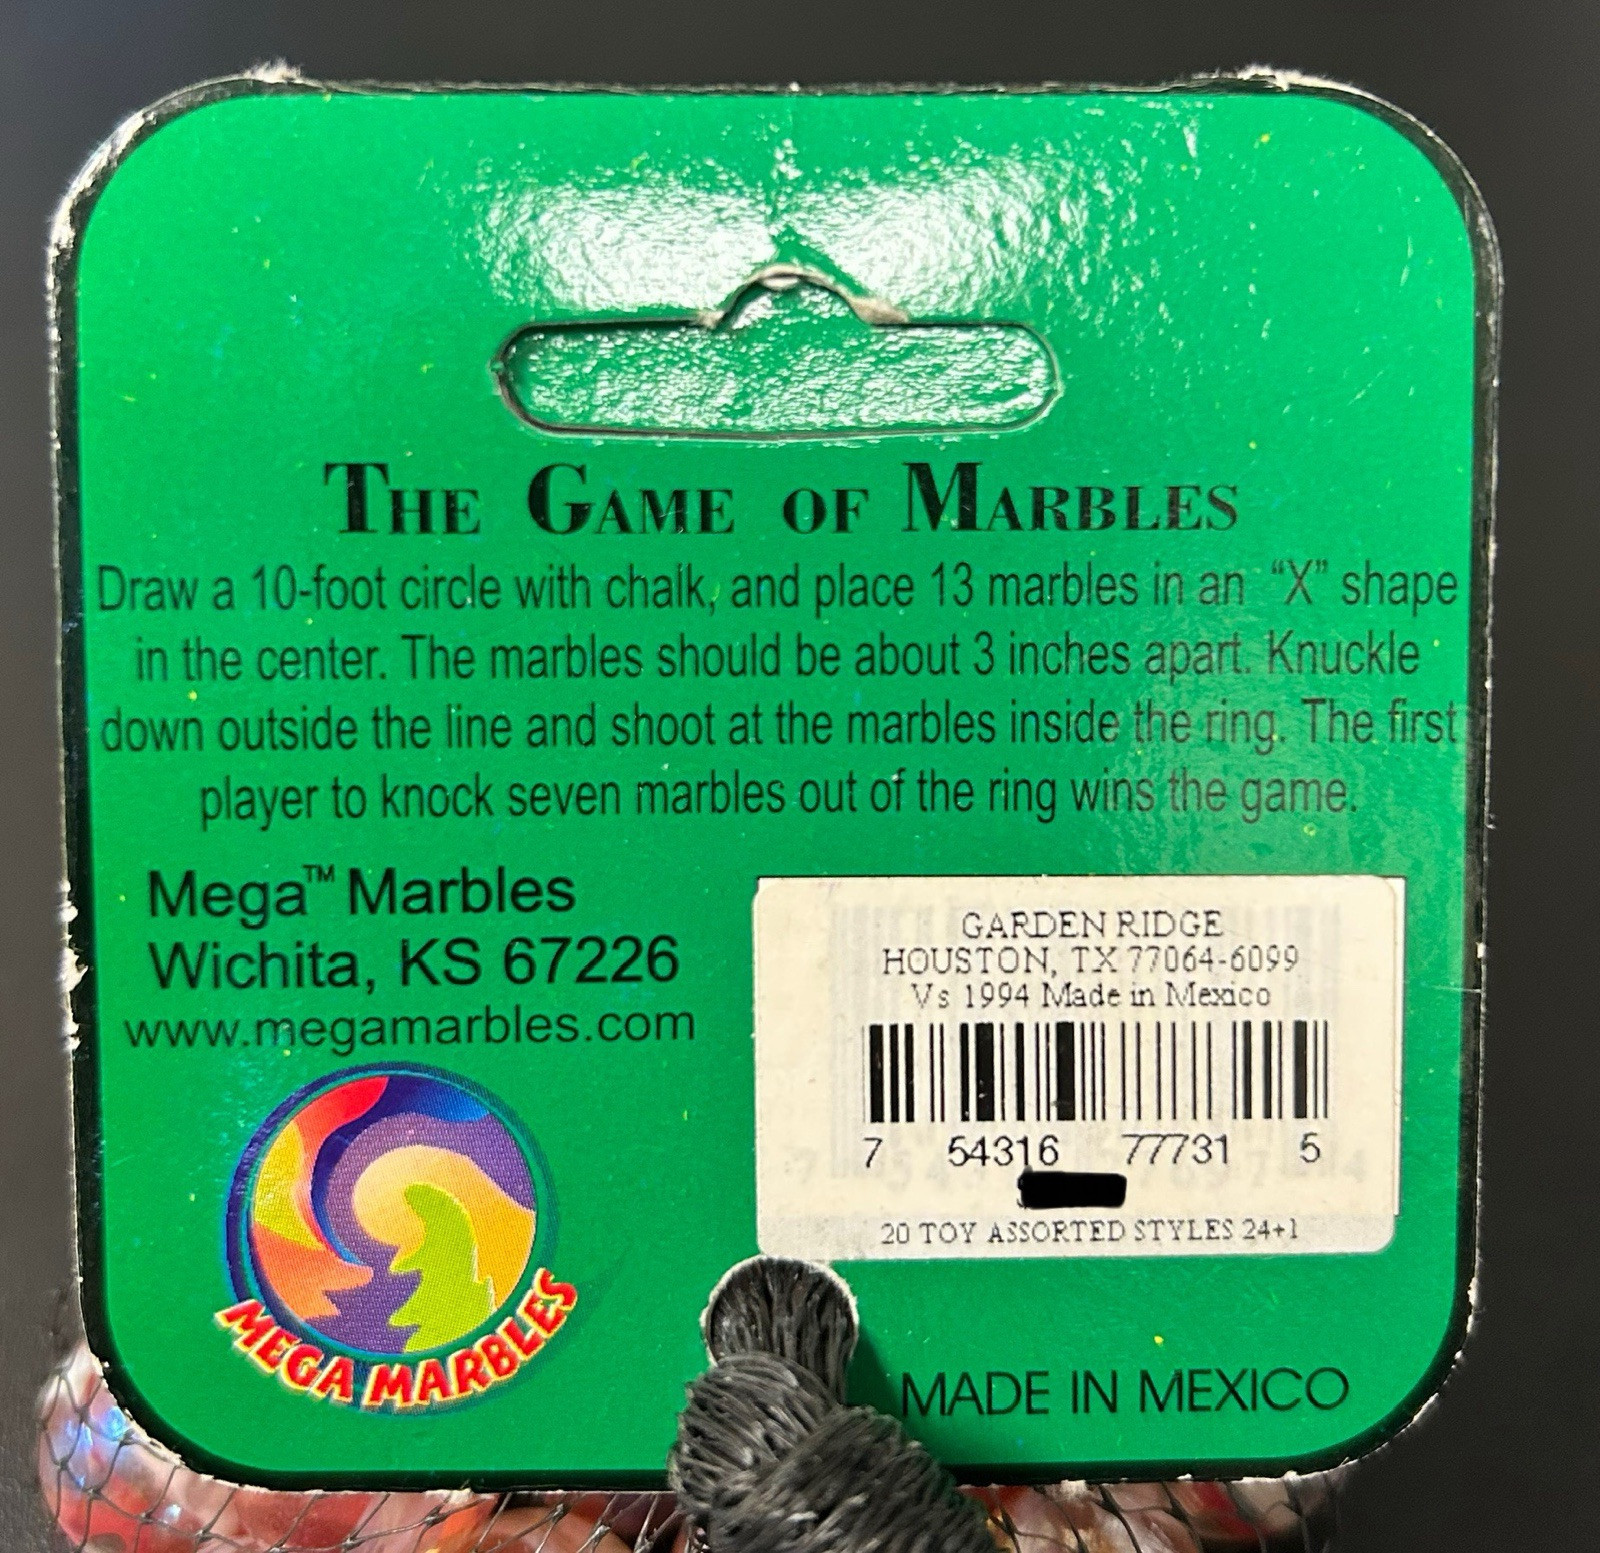 THE GAME OF MARBLES
Draw a 10-foot circle with chalk, and place 13 marbles in an “X” shape
in the center. The marbles should be about 3 inches apart. Knuckle
down outside the line and shoot at the marbles inside the ring. The first
player to knock seven marbles out of the ring wins the game.
Mega™ Marbles
Wichita, KS 67226
www.megamarbles.com
MEGA MARBLES
GARDEN RIDGE
HOUSTON, TX 77064-6099
Vs 1994 Made in Mexico
7 54316 77731 5
20 TOY ASSORTED STYLES 24+1
MADE IN MEXICO